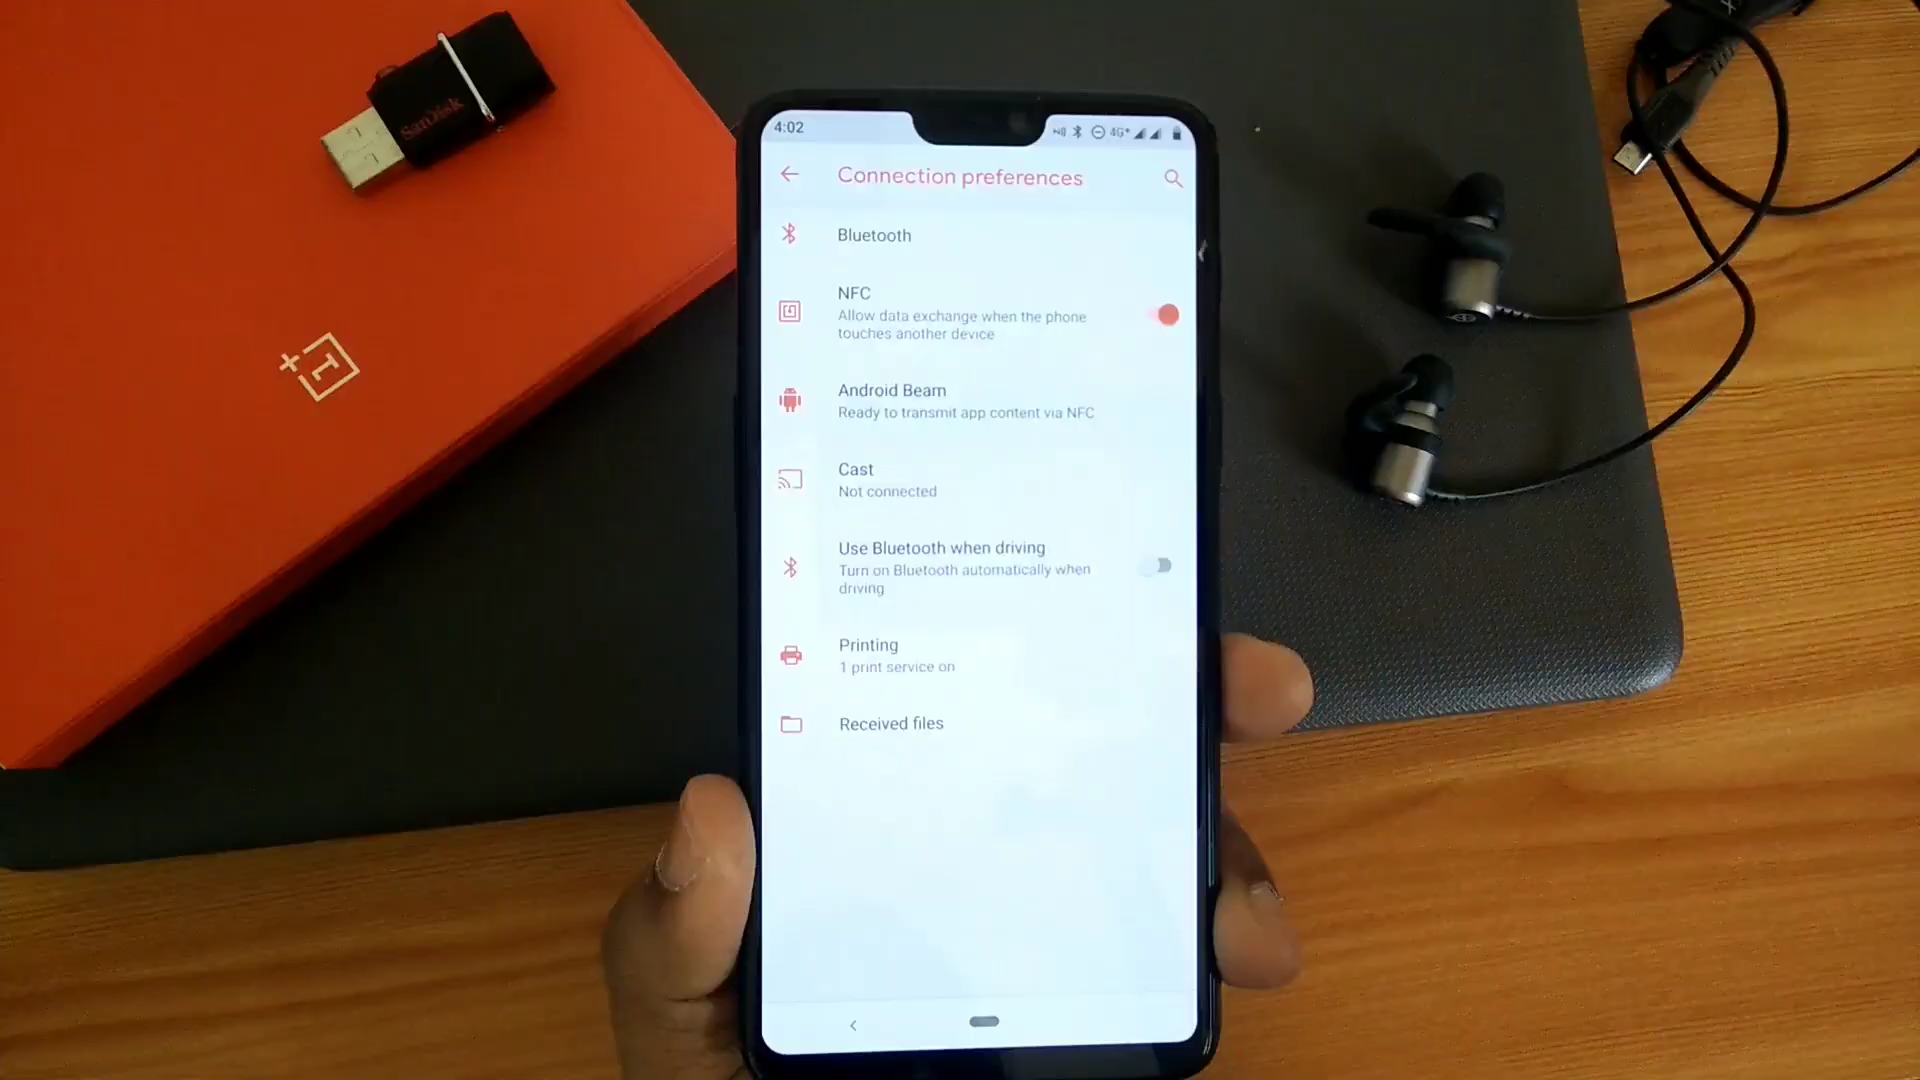 SanDisk
4:02
4G+
Connection preferences
Bluetooth
NFC
Allow data exchange when the phone
touches another device
Android Beam
Ready to transmit app content via NFC
Cast
Not connected
Use Bluetooth when driving
Turn on Bluetooth automatically when
driving
Printing
1 print service on
Received files